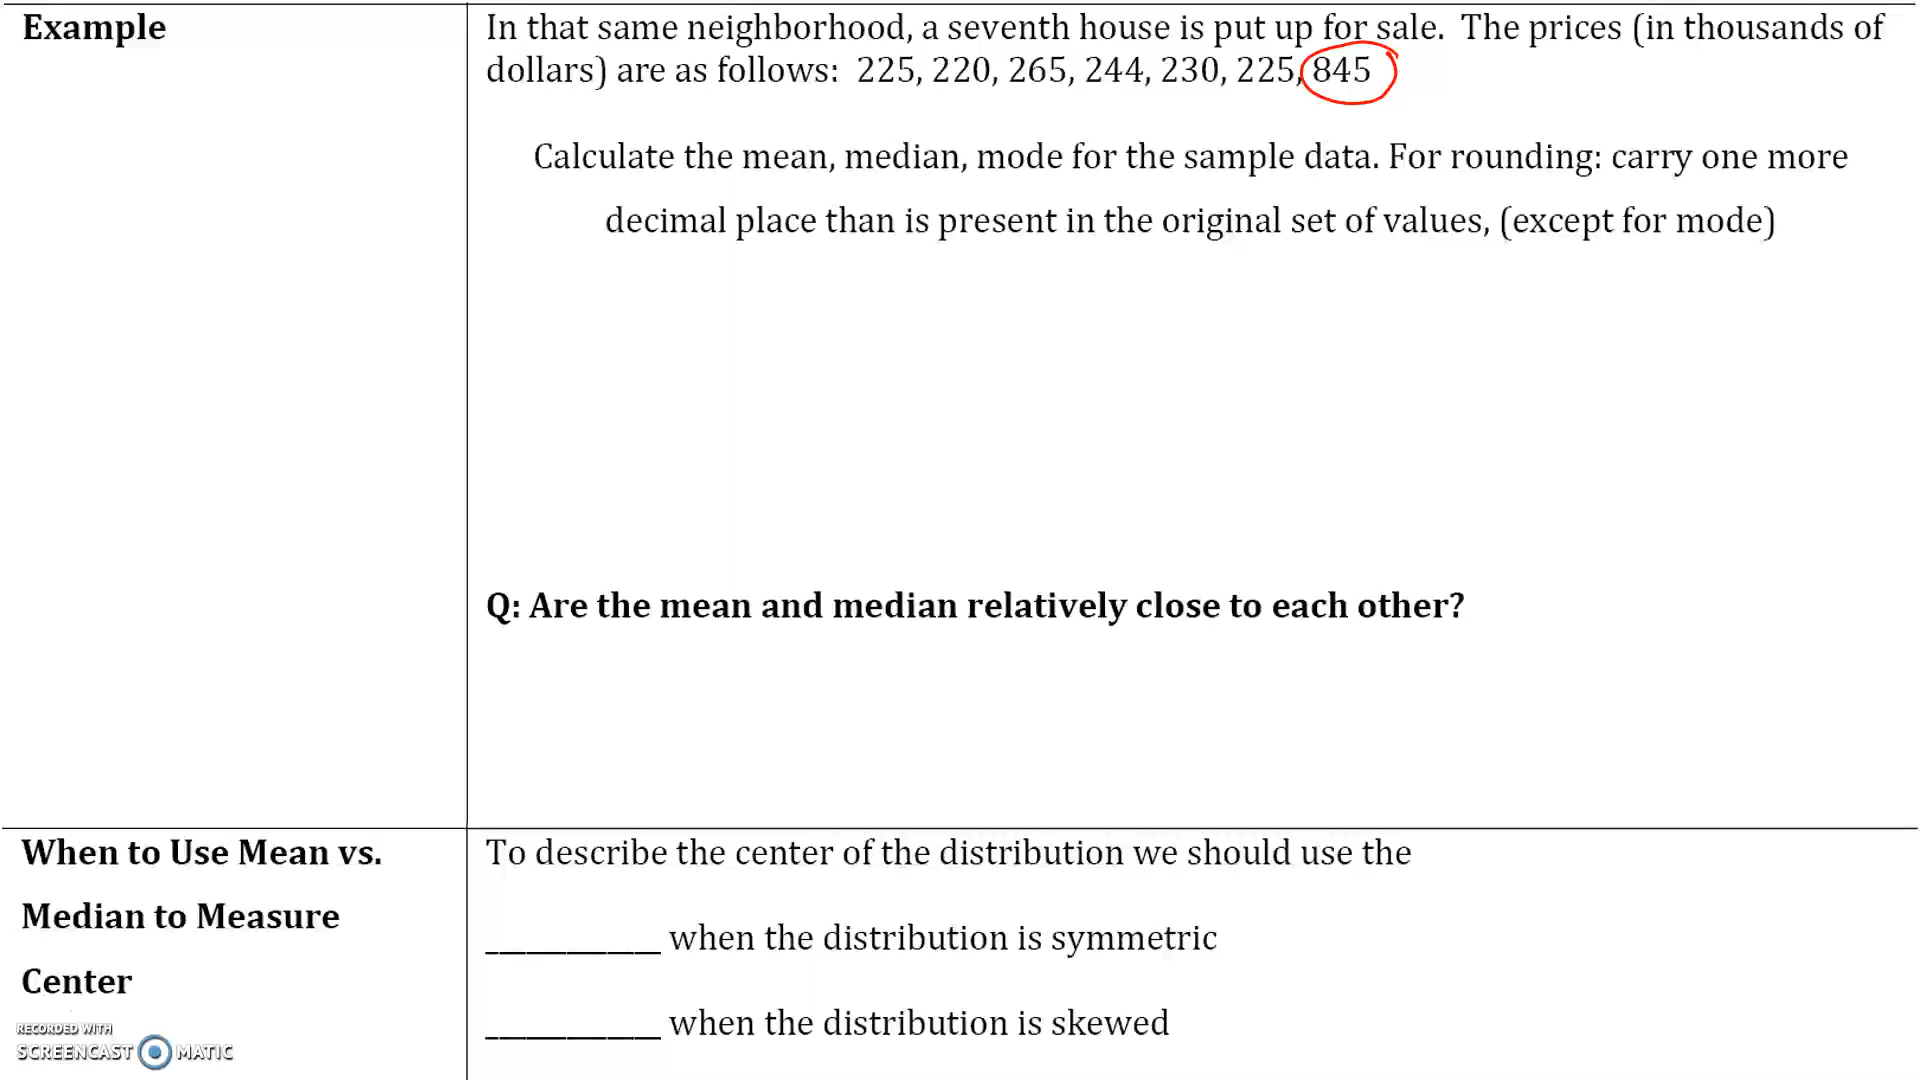 Example
In that same neighborhood, a seventh house is put up for sale. The prices (in thousands of
dollars) are as follows: 225, 220, 265, 244, 230, 225, 845
Calculate the mean, median, mode for the sample data. For rounding: carry one more
decimal place than is present in the original set of values, (except for mode)
Q: Are the mean and median relatively close to each other?
When to Use Mean vs.
Median to Measure
Center
To describe the center of the distribution we should use the
____________ when the distribution is symmetric
____________ when the distribution is skewed
RECORDED WITH
SCREENCAST MATIC